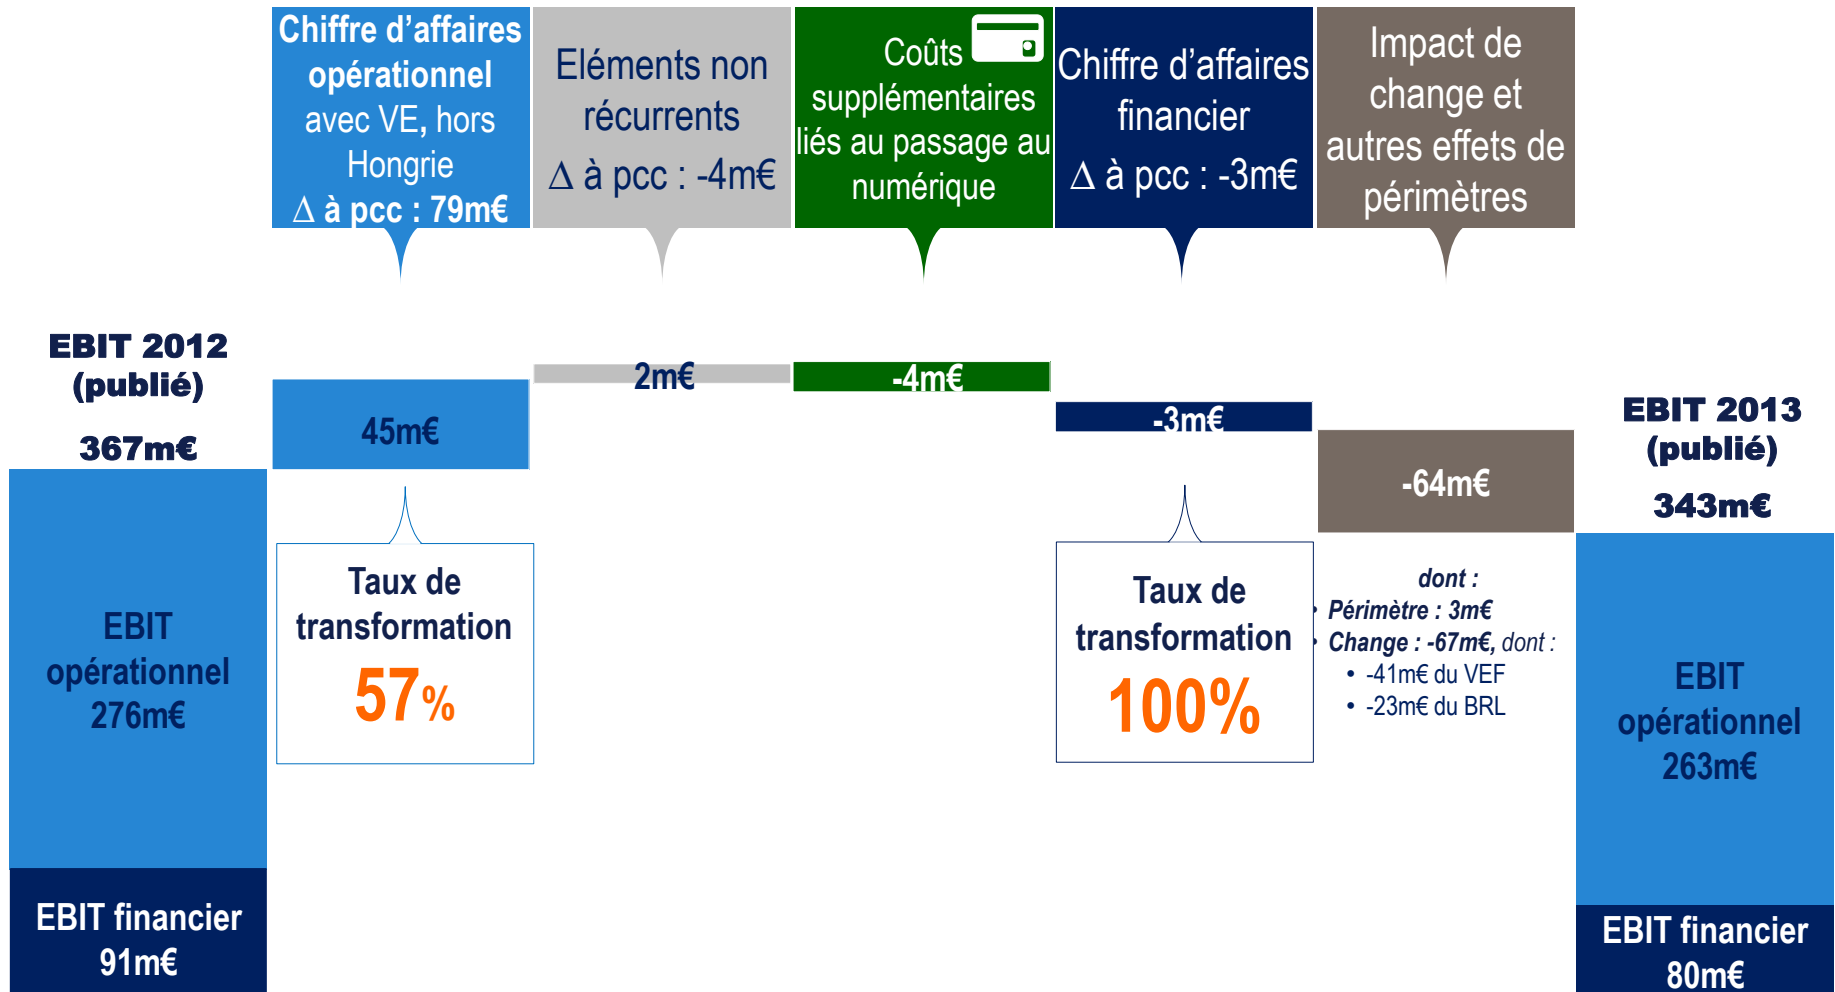 Chiffre d’affaires
opérationnel
avec VE, hors
Hongrie
Δ à pcc : 79m€
Eléments non
récurrents
Δ à pcc : -4m€
Coûts
supplémentaires
liés au passage au
numérique
Chiffre d’affaires
financier
Δ à pcc : -3m€
Impact de
change et
autres effets de
périmètres
EBIT 2012
(publié)
367m€
45m€
2m€
-4m€
-3m€
-64m€
EBIT 2013
(publié)
343m€
EBIT
opérationnel
276m€
EBIT financier
91m€
Taux de
transformation
57%
Taux de
transformation
100%
dont :
• Périmètre : 3m€
• Change : -67m€, dont :
• -41m€ du VEF
• -23m€ du BRL
EBIT
opérationnel
263m€
EBIT financier
80m€